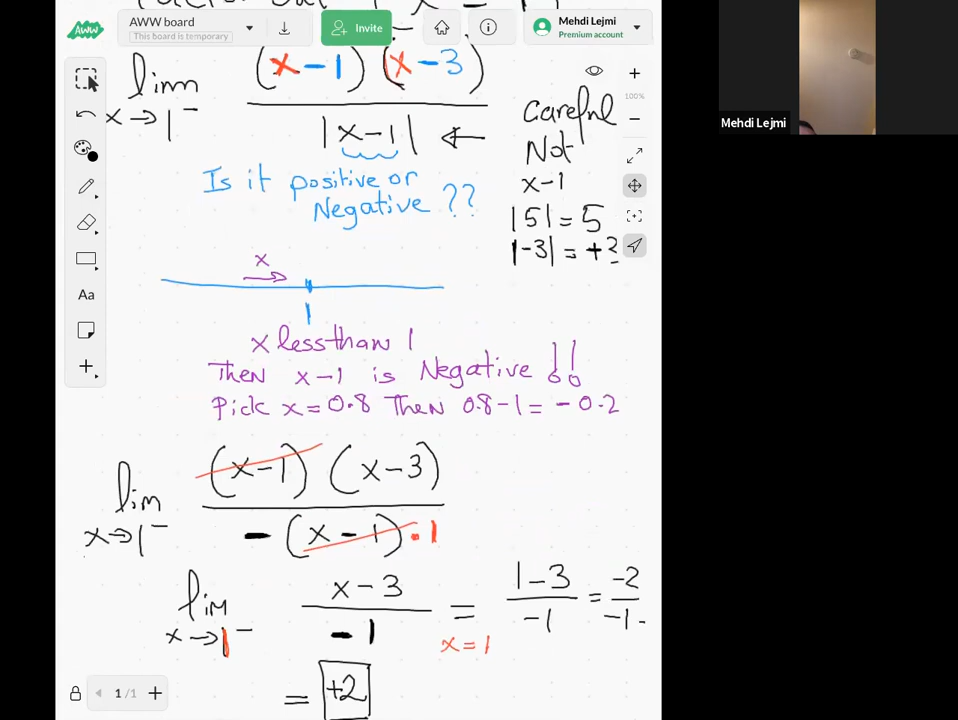 AWW board
This board is temporary
Invite
Mehdi Lejmi
Premium account
Mehdi Lejmi
100%
lim (x-1) (x-3)
x→1⁻ |x-1| ←
Careful
Not
x-1
|5| = 5
|-3| = +3
Is it positive or
Negative ??
x
1
x less than 1
Then x-1 is Negative !!
Pick x=0.8 Then 0.8-1 = -0.2
lim (x-1) (x-3)
x→1⁻ -(x-1)·1
lim x-3 = 1-3 = -2
x→1⁻ -1 x=1 -1 -1
= +2
Aa
1/1